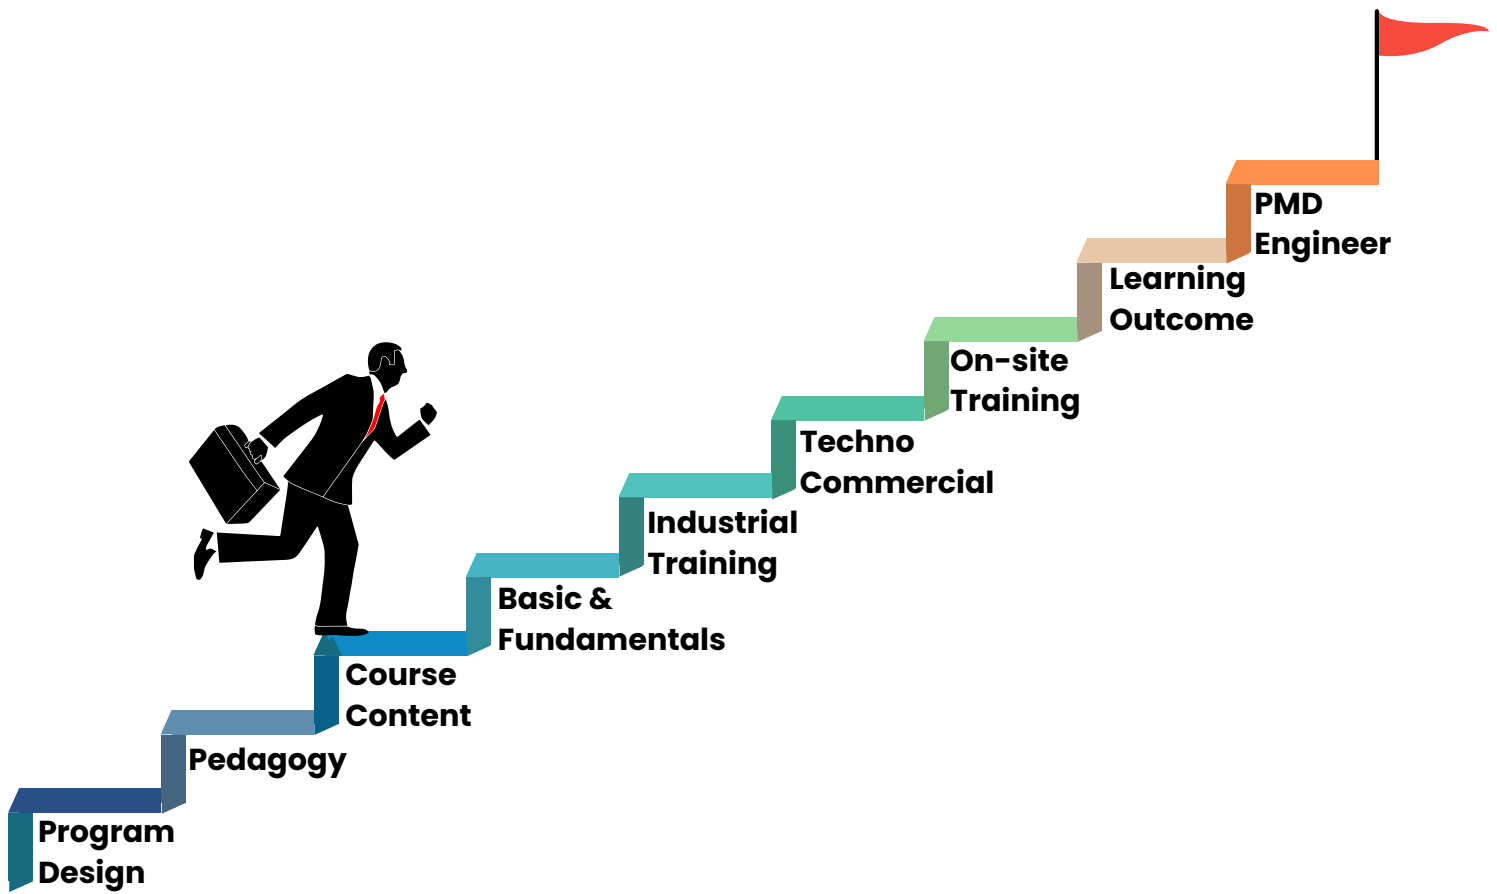 PMD
Engineer
Learning
Outcome
On-site
Training
Techno
Commercial
Industrial
Training
Basic &
Fundamentals
Course
Content
Pedagogy
Program
Design